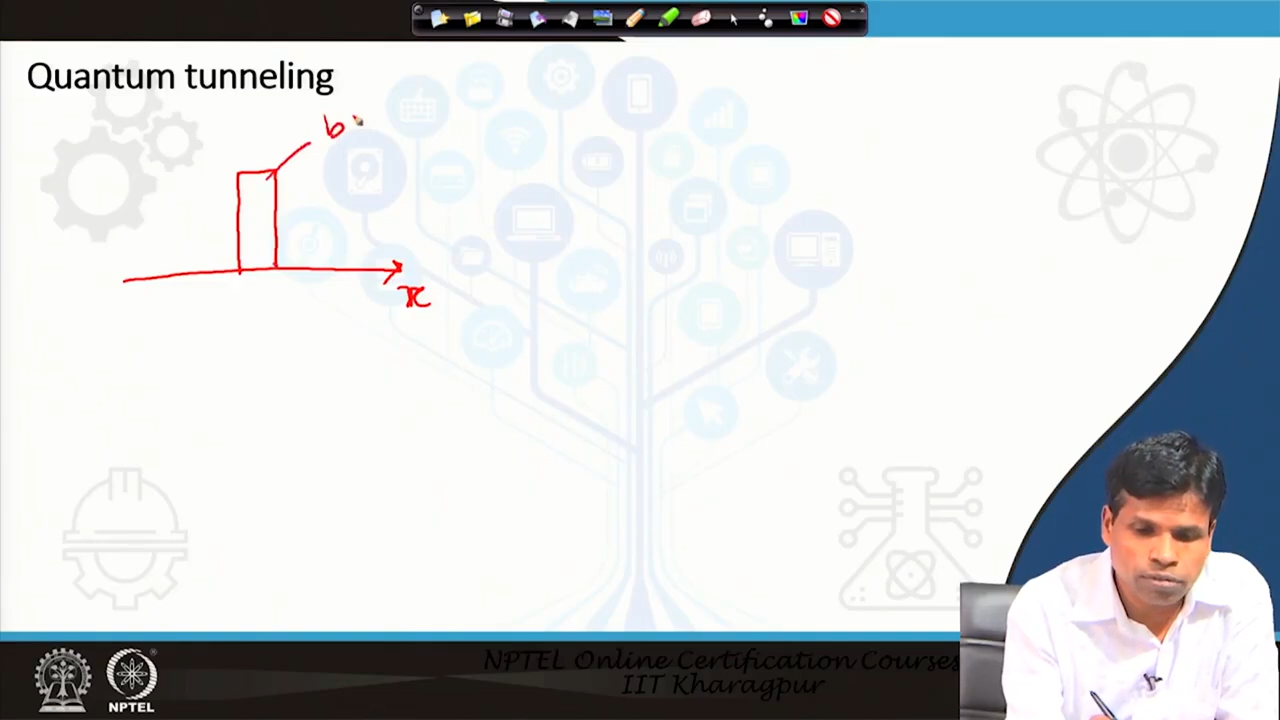 Quantum tunneling
b
x
NPTEL Online Certification Courses
IIT Kharagpur
NPTEL